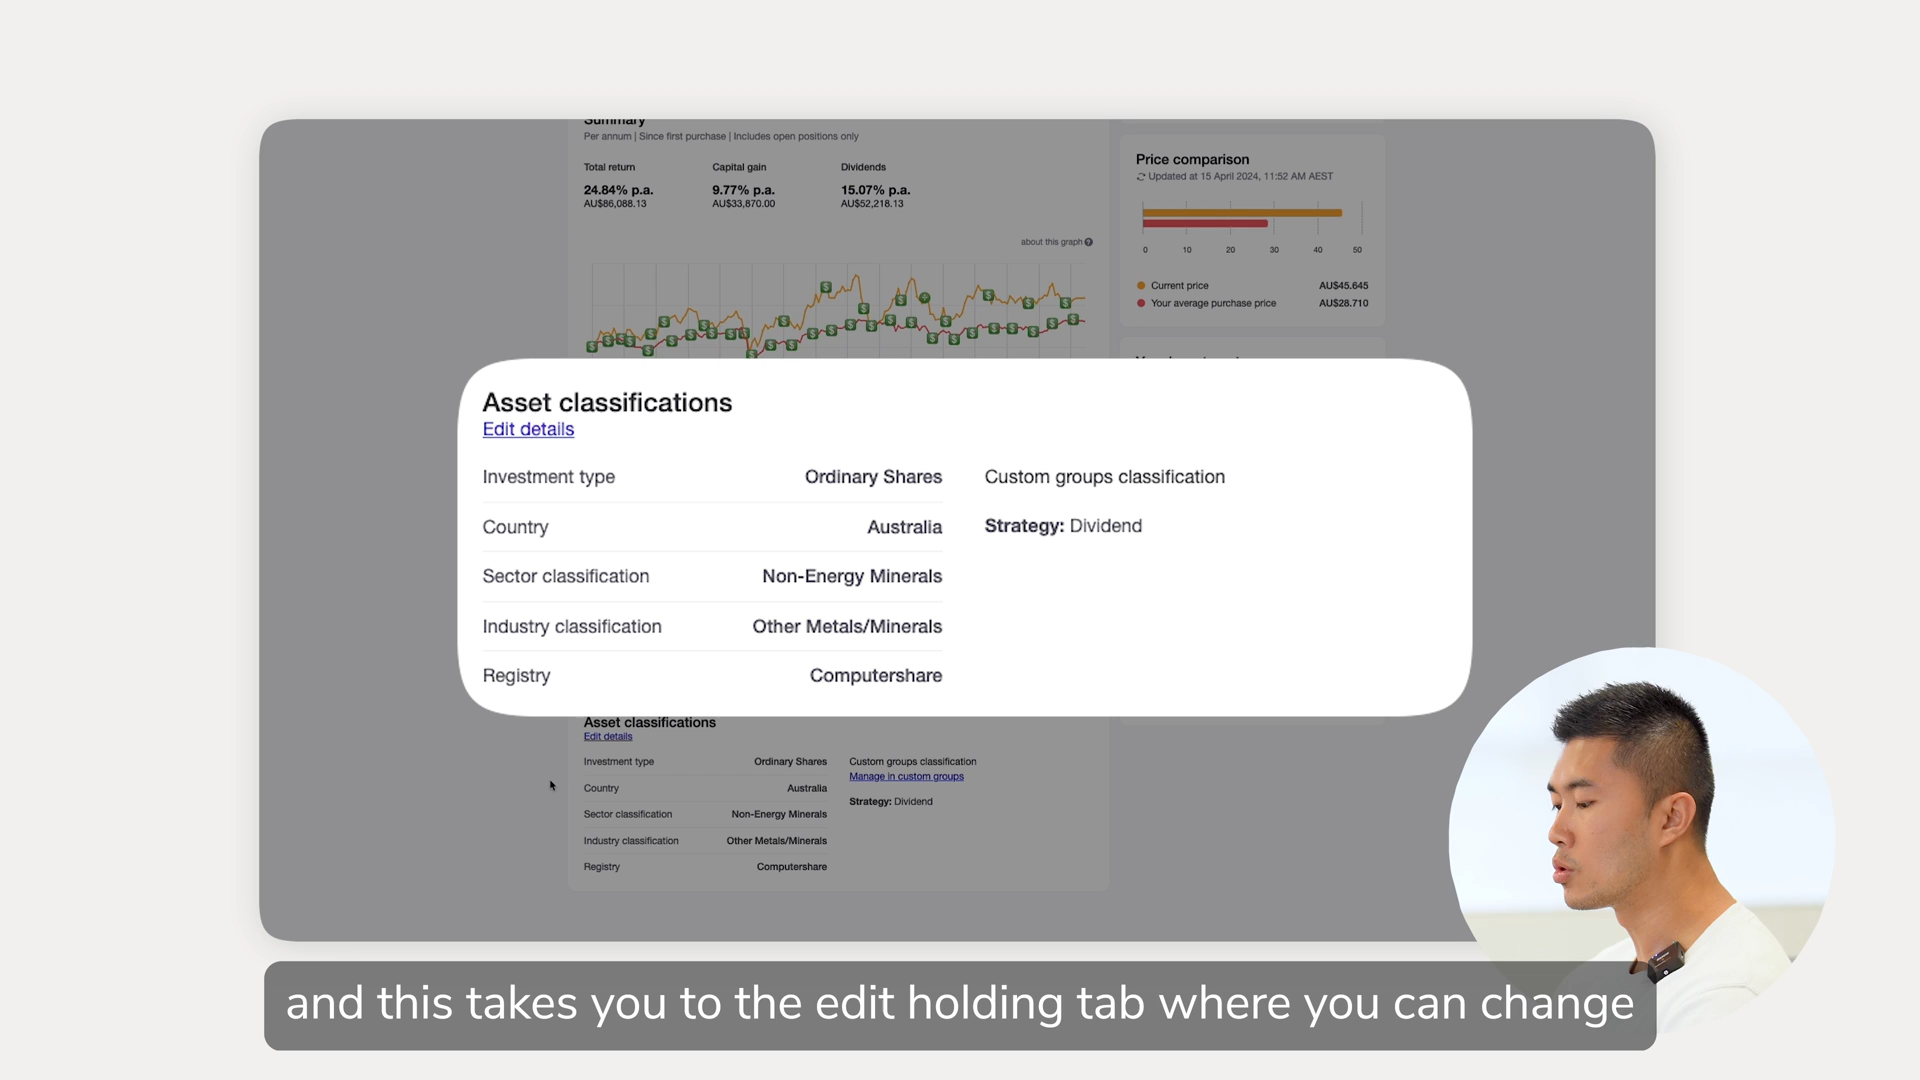 Summary
Per annum | Since first purchase | Includes open positions only
Total return Capital gain Dividends
24.84% p.a. 9.77% p.a. 15.07% p.a.
AU$86,088.13 AU$33,870.00 AU$52,218.13
about this graph
Price comparison
Updated at 15 April 2024, 11:52 AM AEST
0 10 20 30 40 50
Current price AU$45.645
Your average purchase price AU$28.710
Asset classifications
Edit details
Investment type Ordinary Shares
Country Australia
Sector classification Non-Energy Minerals
Industry classification Other Metals/Minerals
Registry Computershare
Custom groups classification
Strategy: Dividend
Asset classifications
Edit details
Investment type Ordinary Shares
Country Australia
Sector classification Non-Energy Minerals
Industry classification Other Metals/Minerals
Registry Computershare
Custom groups classification
Manage in custom groups
Strategy: Dividend
and this takes you to the edit holding tab where you can change